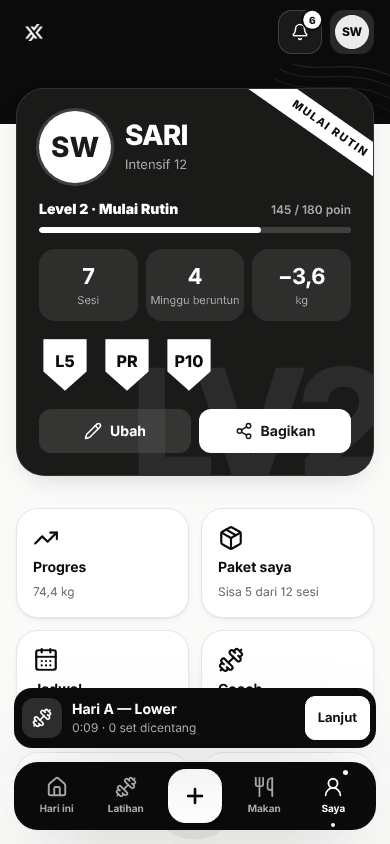 6
SW
MULAI RUTIN
SW
SARI
Intensif 12
Level 2 · Mulai Rutin
145 / 180 poin
7
Sesi
4
Minggu beruntun
−3,6
kg
L5
PR
P10
LV2
Ubah
Bagikan
Progres
74,4 kg
Paket saya
Sisa 5 dari 12 sesi
Jadwal
Coach
Hari A — Lower
0:09 · 0 set dicentang
Lanjut
Hari ini
Latihan
Makan
Saya